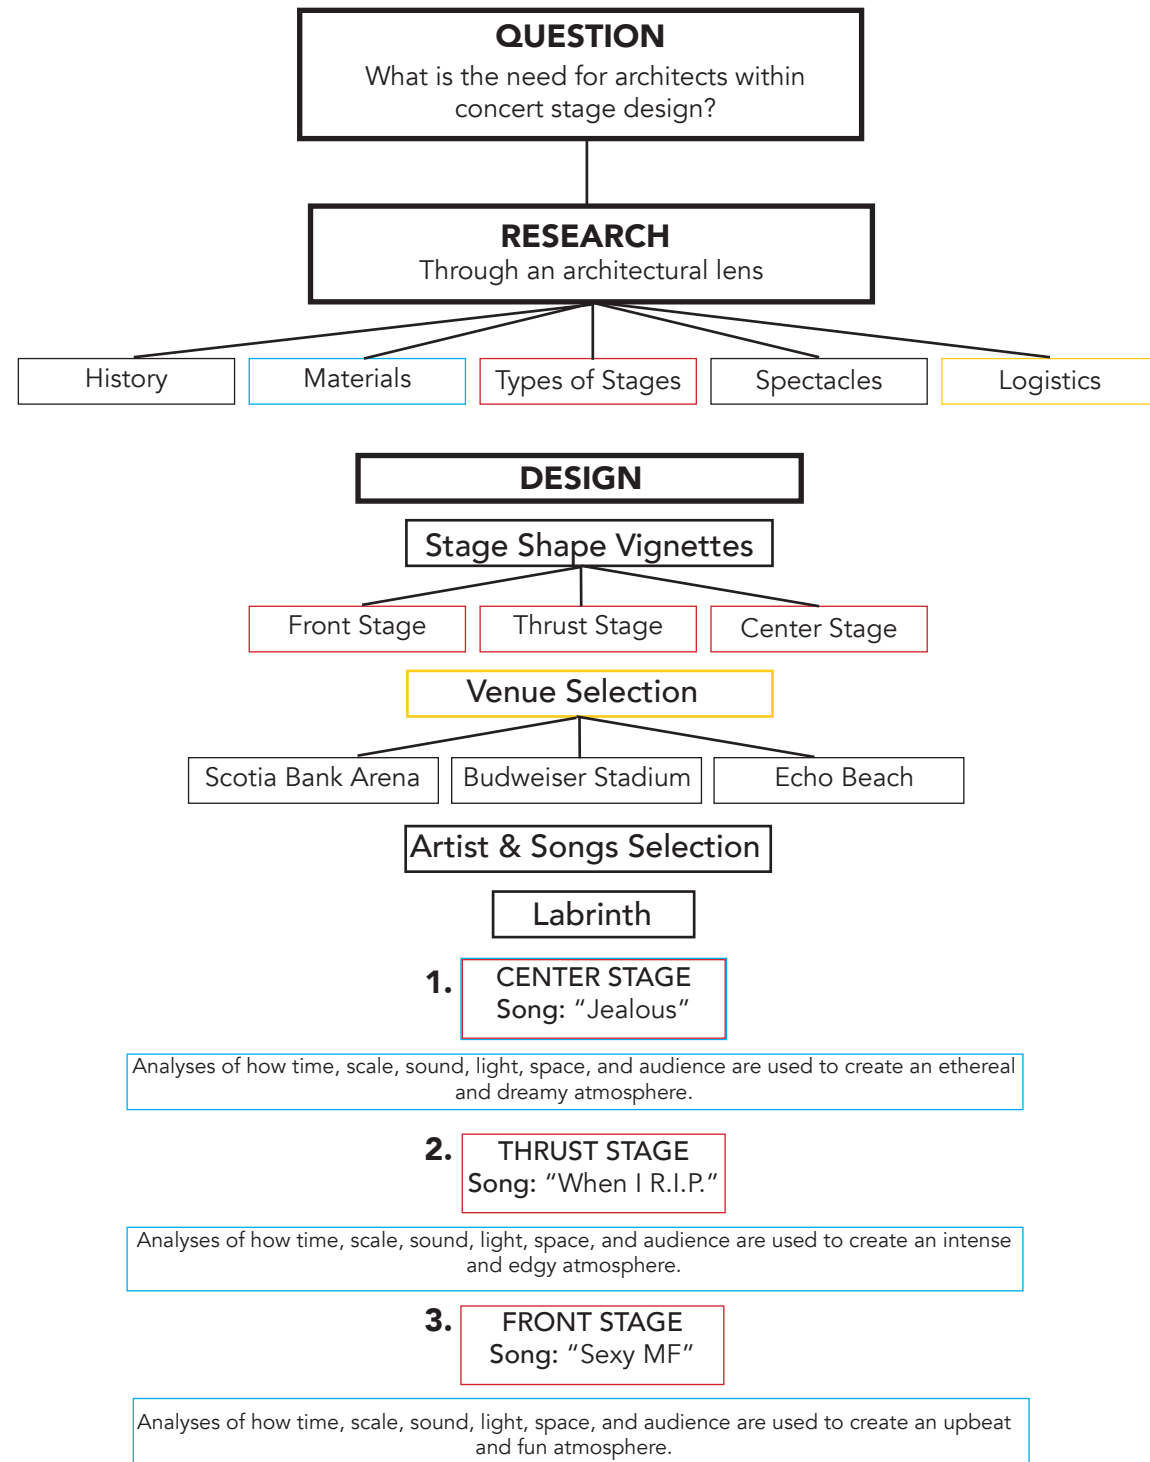 QUESTION
What is the need for architects within
concert stage design?
RESEARCH
Through an architectural lens
History
Materials
Types of Stages
Spectacles
Logistics
DESIGN
Stage Shape Vignettes
Front Stage
Thrust Stage
Center Stage
Venue Selection
Scotia Bank Arena
Budweiser Stadium
Echo Beach
Artist & Songs Selection
Labrinth
1.
CENTER STAGE
Song: “Jealous”
Analyses of how time, scale, sound, light, space, and audience are used to create an ethereal
and dreamy atmosphere.
2.
THRUST STAGE
Song: “When I R.I.P.”
Analyses of how time, scale, sound, light, space, and audience are used to create an intense
and edgy atmosphere.
3.
FRONT STAGE
Song: “Sexy MF”
Analyses of how time, scale, sound, light, space, and audience are used to create an upbeat
and fun atmosphere.